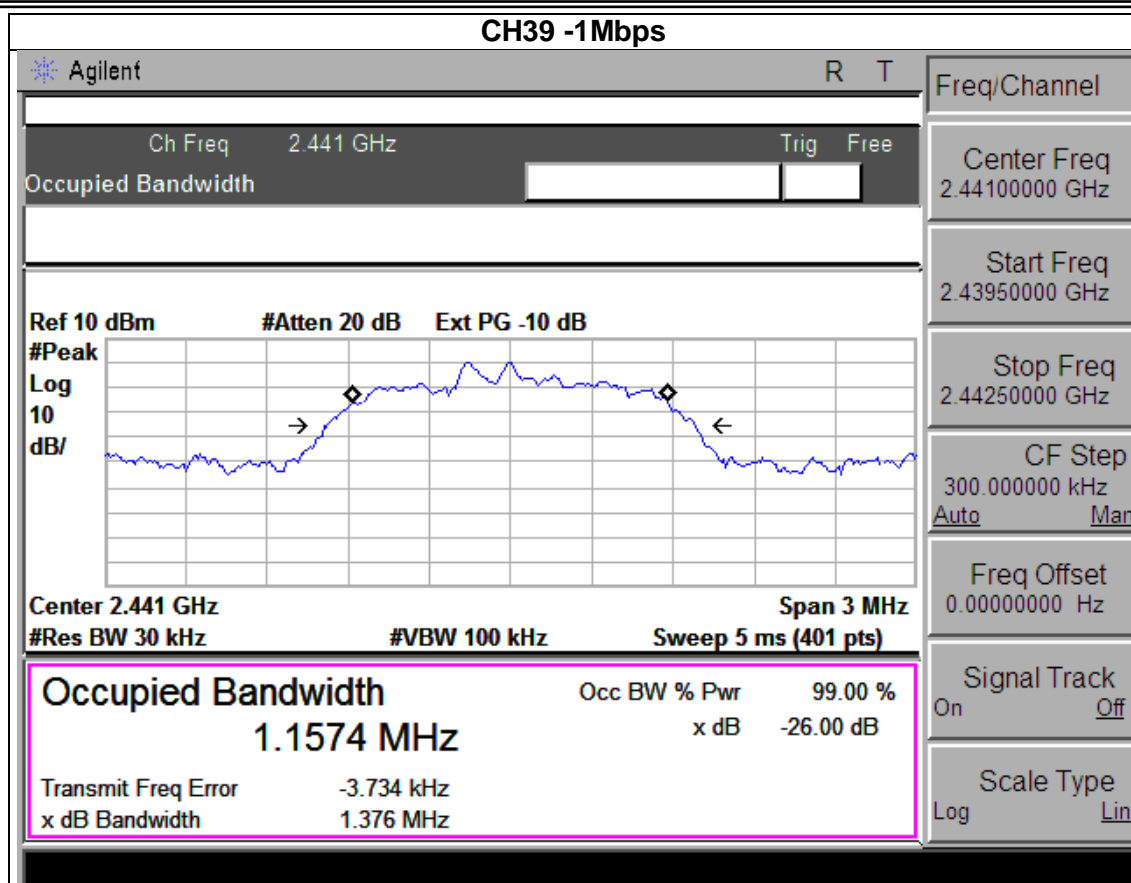 CH39 -1Mbps
Agilent R T
Ch Freq 2.441 GHz Trig Free
Occupied Bandwidth
Ref 10 dBm #Atten 20 dB Ext PG -10 dB
#Peak
Log
10
dB/
Center 2.441 GHz Span 3 MHz
#Res BW 30 kHz #VBW 100 kHz Sweep 5 ms (401 pts)
Occupied Bandwidth
1.1574 MHz
Occ BW % Pwr 99.00 %
x dB -26.00 dB
Transmit Freq Error -3.734 kHz
x dB Bandwidth 1.376 MHz
Freq/Channel
Center Freq
2.44100000 GHz
Start Freq
2.43950000 GHz
Stop Freq
2.44250000 GHz
CF Step
300.000000 kHz
Auto Man
Freq Offset
0.00000000 Hz
Signal Track
On Off
Scale Type
Log Lin